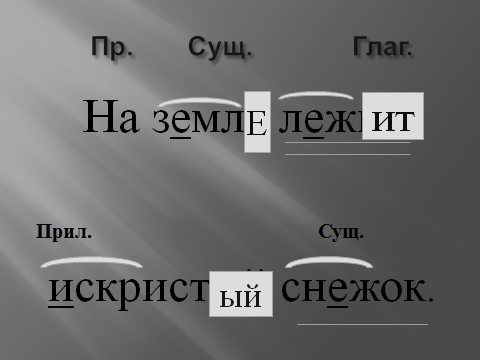 Пр. Сущ. Глаг.
На землЕ лежит
Прил. Сущ.
искристый снежок.